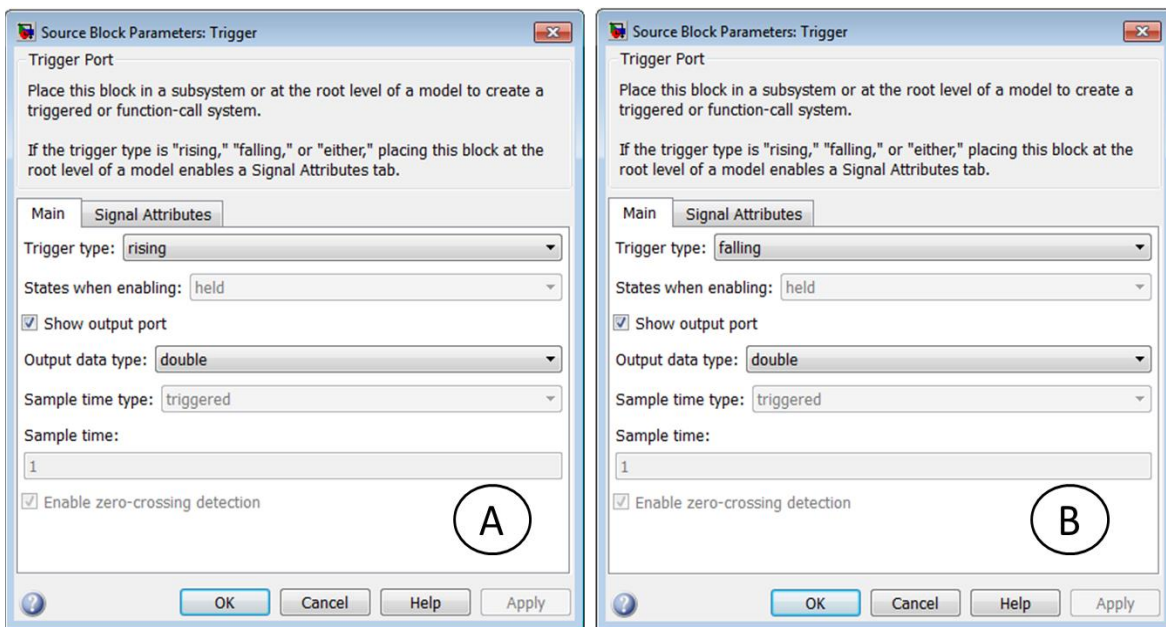 Source Block Parameters: Trigger
Trigger Port
Place this block in a subsystem or at the root level of a model to create a
triggered or function-call system.
If the trigger type is "rising," "falling," or "either," placing this block at the
root level of a model enables a Signal Attributes tab.
Main Signal Attributes
Trigger type: rising
States when enabling: held
Show output port
Output data type: double
Sample time type: triggered
Sample time:
1
Enable zero-crossing detection
A
OK Cancel Help Apply
Source Block Parameters: Trigger
Trigger Port
Place this block in a subsystem or at the root level of a model to create a
triggered or function-call system.
If the trigger type is "rising," "falling," or "either," placing this block at the
root level of a model enables a Signal Attributes tab.
Main Signal Attributes
Trigger type: falling
States when enabling: held
Show output port
Output data type: double
Sample time type: triggered
Sample time:
1
Enable zero-crossing detection
B
OK Cancel Help Apply